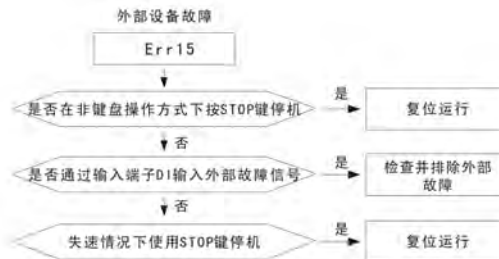 外部设备故障
Err15
是否在非键盘操作方式下按STOP键停机
是
复位运行
否
是否通过输入端子DI输入外部故障信号
是
检查并排除外部
故障
否
失速情况下使用STOP键停机
是
复位运行